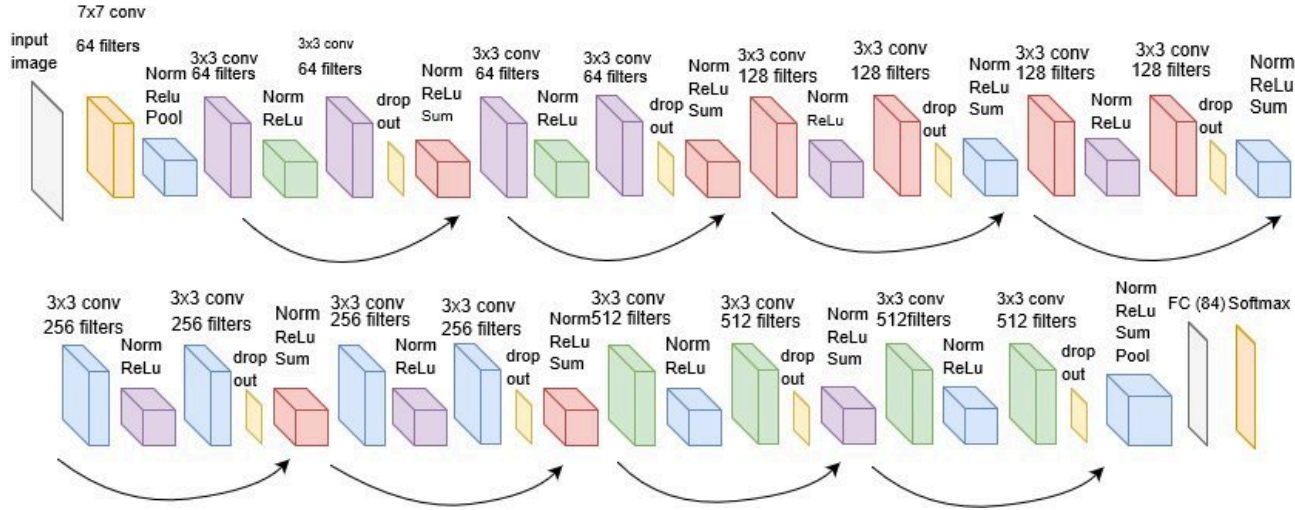 7x7 conv
64 filters
input
image
Norm
Relu
Pool
3x3 conv
64 filters
Norm
ReLu
3x3 conv
64 filters
drop
out
Norm
ReLu
Sum
3x3 conv
64 filters
Norm
ReLu
3x3 conv
64 filters
drop
out
Norm
ReLu
Sum
3x3 conv
128 filters
Norm
ReLu
3x3 conv
128 filters
drop
out
Norm
ReLu
Sum
3x3 conv
128 filters
Norm
ReLu
3x3 conv
128 filters
drop
out
Norm
ReLu
Sum
3x3 conv
256 filters
Norm
ReLu
3x3 conv
256 filters
drop
out
Norm
ReLu
Sum
3x3 conv
256 filters
Norm
ReLu
3x3 conv
256 filters
drop
out
Norm
ReLu
Sum
3x3 conv
512 filters
Norm
ReLu
3x3 conv
512 filters
drop
out
Norm
ReLu
Sum
3x3 conv
512filters
Norm
ReLu
3x3 conv
512 filters
drop
out
Norm
ReLu
Sum
Pool
FC (84) Softmax